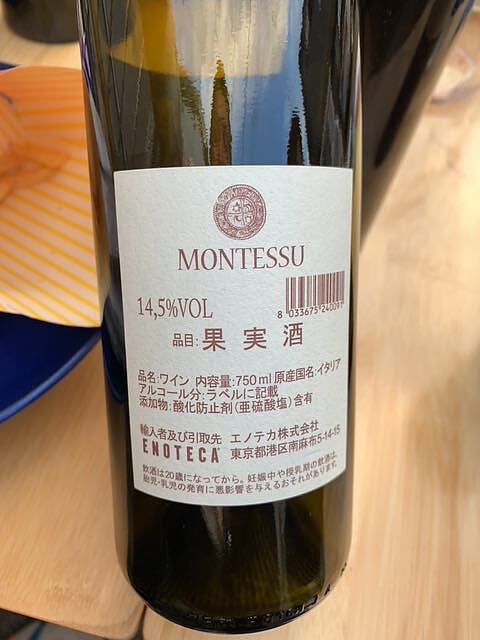 MONTESSU
14,5%VOL
8 033675 240091
品目: 果実酒
品名:ワイン 内容量:750ml 原産国名:イタリア
アルコール分:ラベルに記載
添加物:酸化防止剤(亜硫酸塩)含有
輸入者及び引取先 エノテカ株式会社
ENOTECA 東京都港区南麻布5-14-15
飲酒は20歳になってから。妊娠中や授乳期の飲酒は、
胎児・乳児の発育に悪影響を与えるおそれがあります。